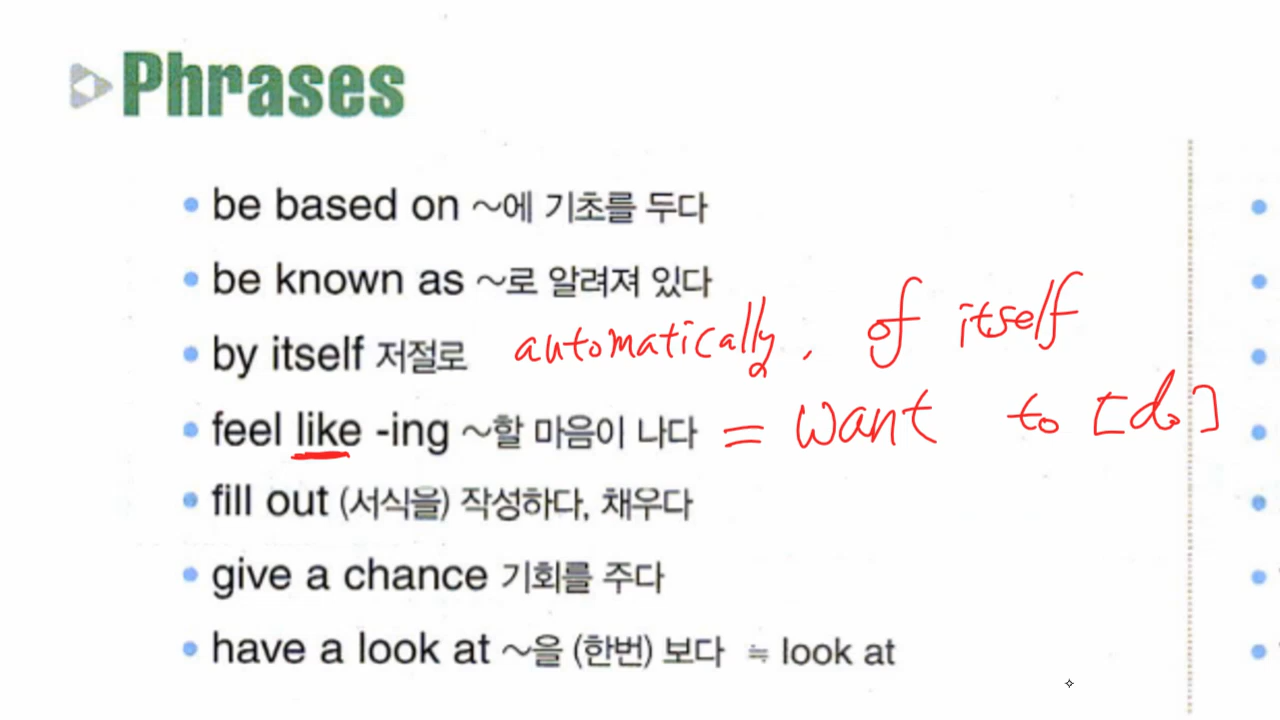 Phrases
be based on ~에 기초를 두다
be known as ~로 알려져 있다
by itself 저절로 automatically, of itself
feel like -ing ~할 마음이 나다 = want to [do]
fill out (서식을) 작성하다, 채우다
give a chance 기회를 주다
have a look at ~을 (한번) 보다 ≒ look at